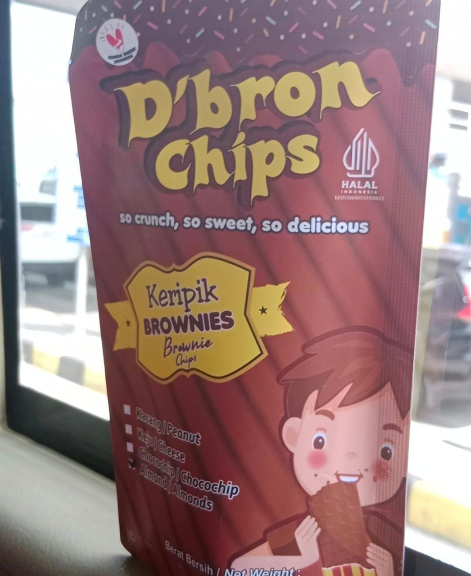 D'bron
Chips
HALAL
INDONESIA
so crunch, so sweet, so delicious
Keripik
BROWNIES
Brownie
Chips
Kacang | Peanut
Keju | Cheese
Chocochip | Chocochip
Almond | Almonds
Berat Bersih / Net Weight :